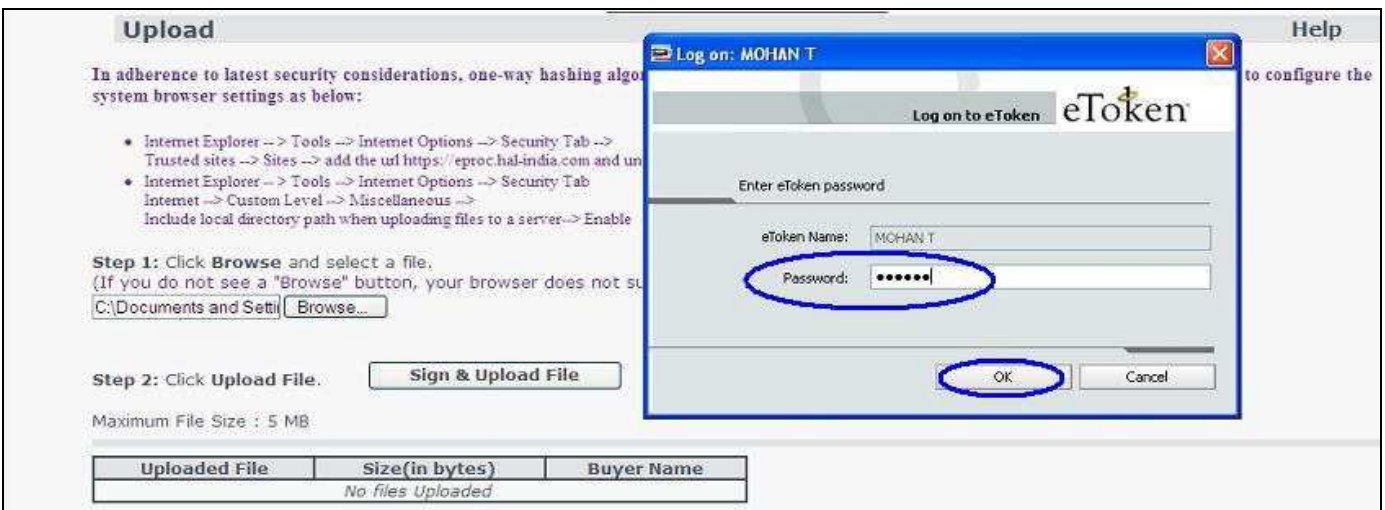 Upload
Help
In adherence to latest security considerations, one-way hashing
to configure the
system browser settings as below:
• Internet Explorer --> Tools --> Internet Options --> Security Tab -->
Trusted sites --> Sites --> add the url https://eproc.hal-india.com and
• Internet Explorer --> Tools --> Internet Options --> Security Tab
Internet --> Custom Level --> Miscellaneous -->
Include local directory path when uploading files to a server--> Enable
Step 1: Click Browse and select a file.
(If you do not see a "Browse" button, your browser does not
C:\Documents and Setti
Browse...
Step 2: Click Upload File.
Sign & Upload File
Maximum File Size : 5 MB
Uploaded File Size(in bytes) Buyer Name
No files Uploaded
Log on: MOHAN T
Log on to eToken
eToken
Enter eToken password
eToken Name: MOHAN T
Password: ●●●●●●
OK
Cancel